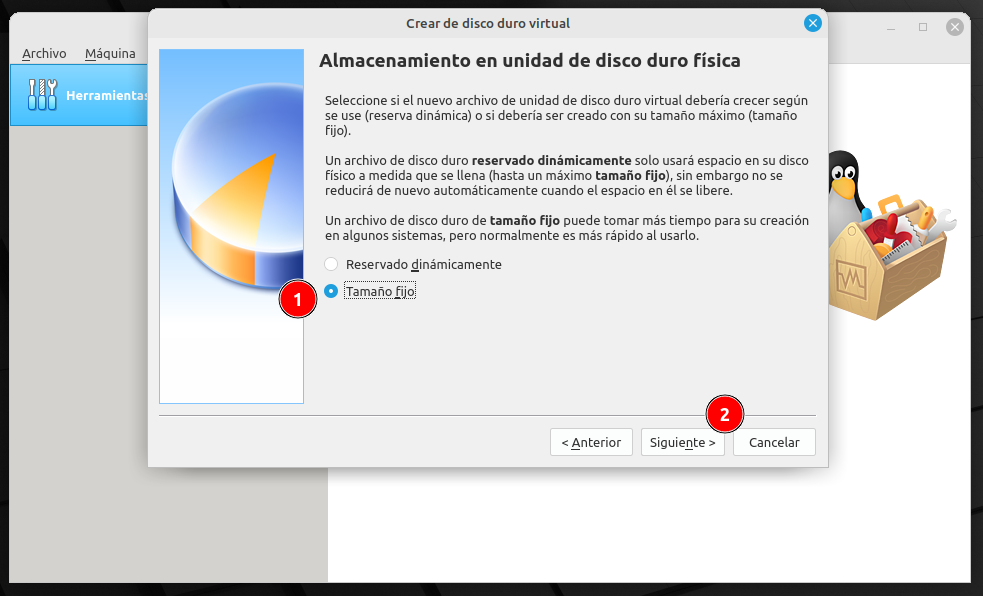 Crear de disco duro virtual
Archivo Máquina
Herramientas
Almacenamiento en unidad de disco duro física
Seleccione si el nuevo archivo de unidad de disco duro virtual debería crecer según
se use (reserva dinámica) o si debería ser creado con su tamaño máximo (tamaño
fijo).
Un archivo de disco duro reservado dinámicamente solo usará espacio en su disco
físico a medida que se llena (hasta un máximo tamaño fijo), sin embargo no se
reducirá de nuevo automáticamente cuando el espacio en él se libere.
Un archivo de disco duro de tamaño fijo puede tomar más tiempo para su creación
en algunos sistemas, pero normalmente es más rápido al usarlo.
Reservado dinámicamente
1
Tamaño fijo
2
< Anterior
Siguiente >
Cancelar